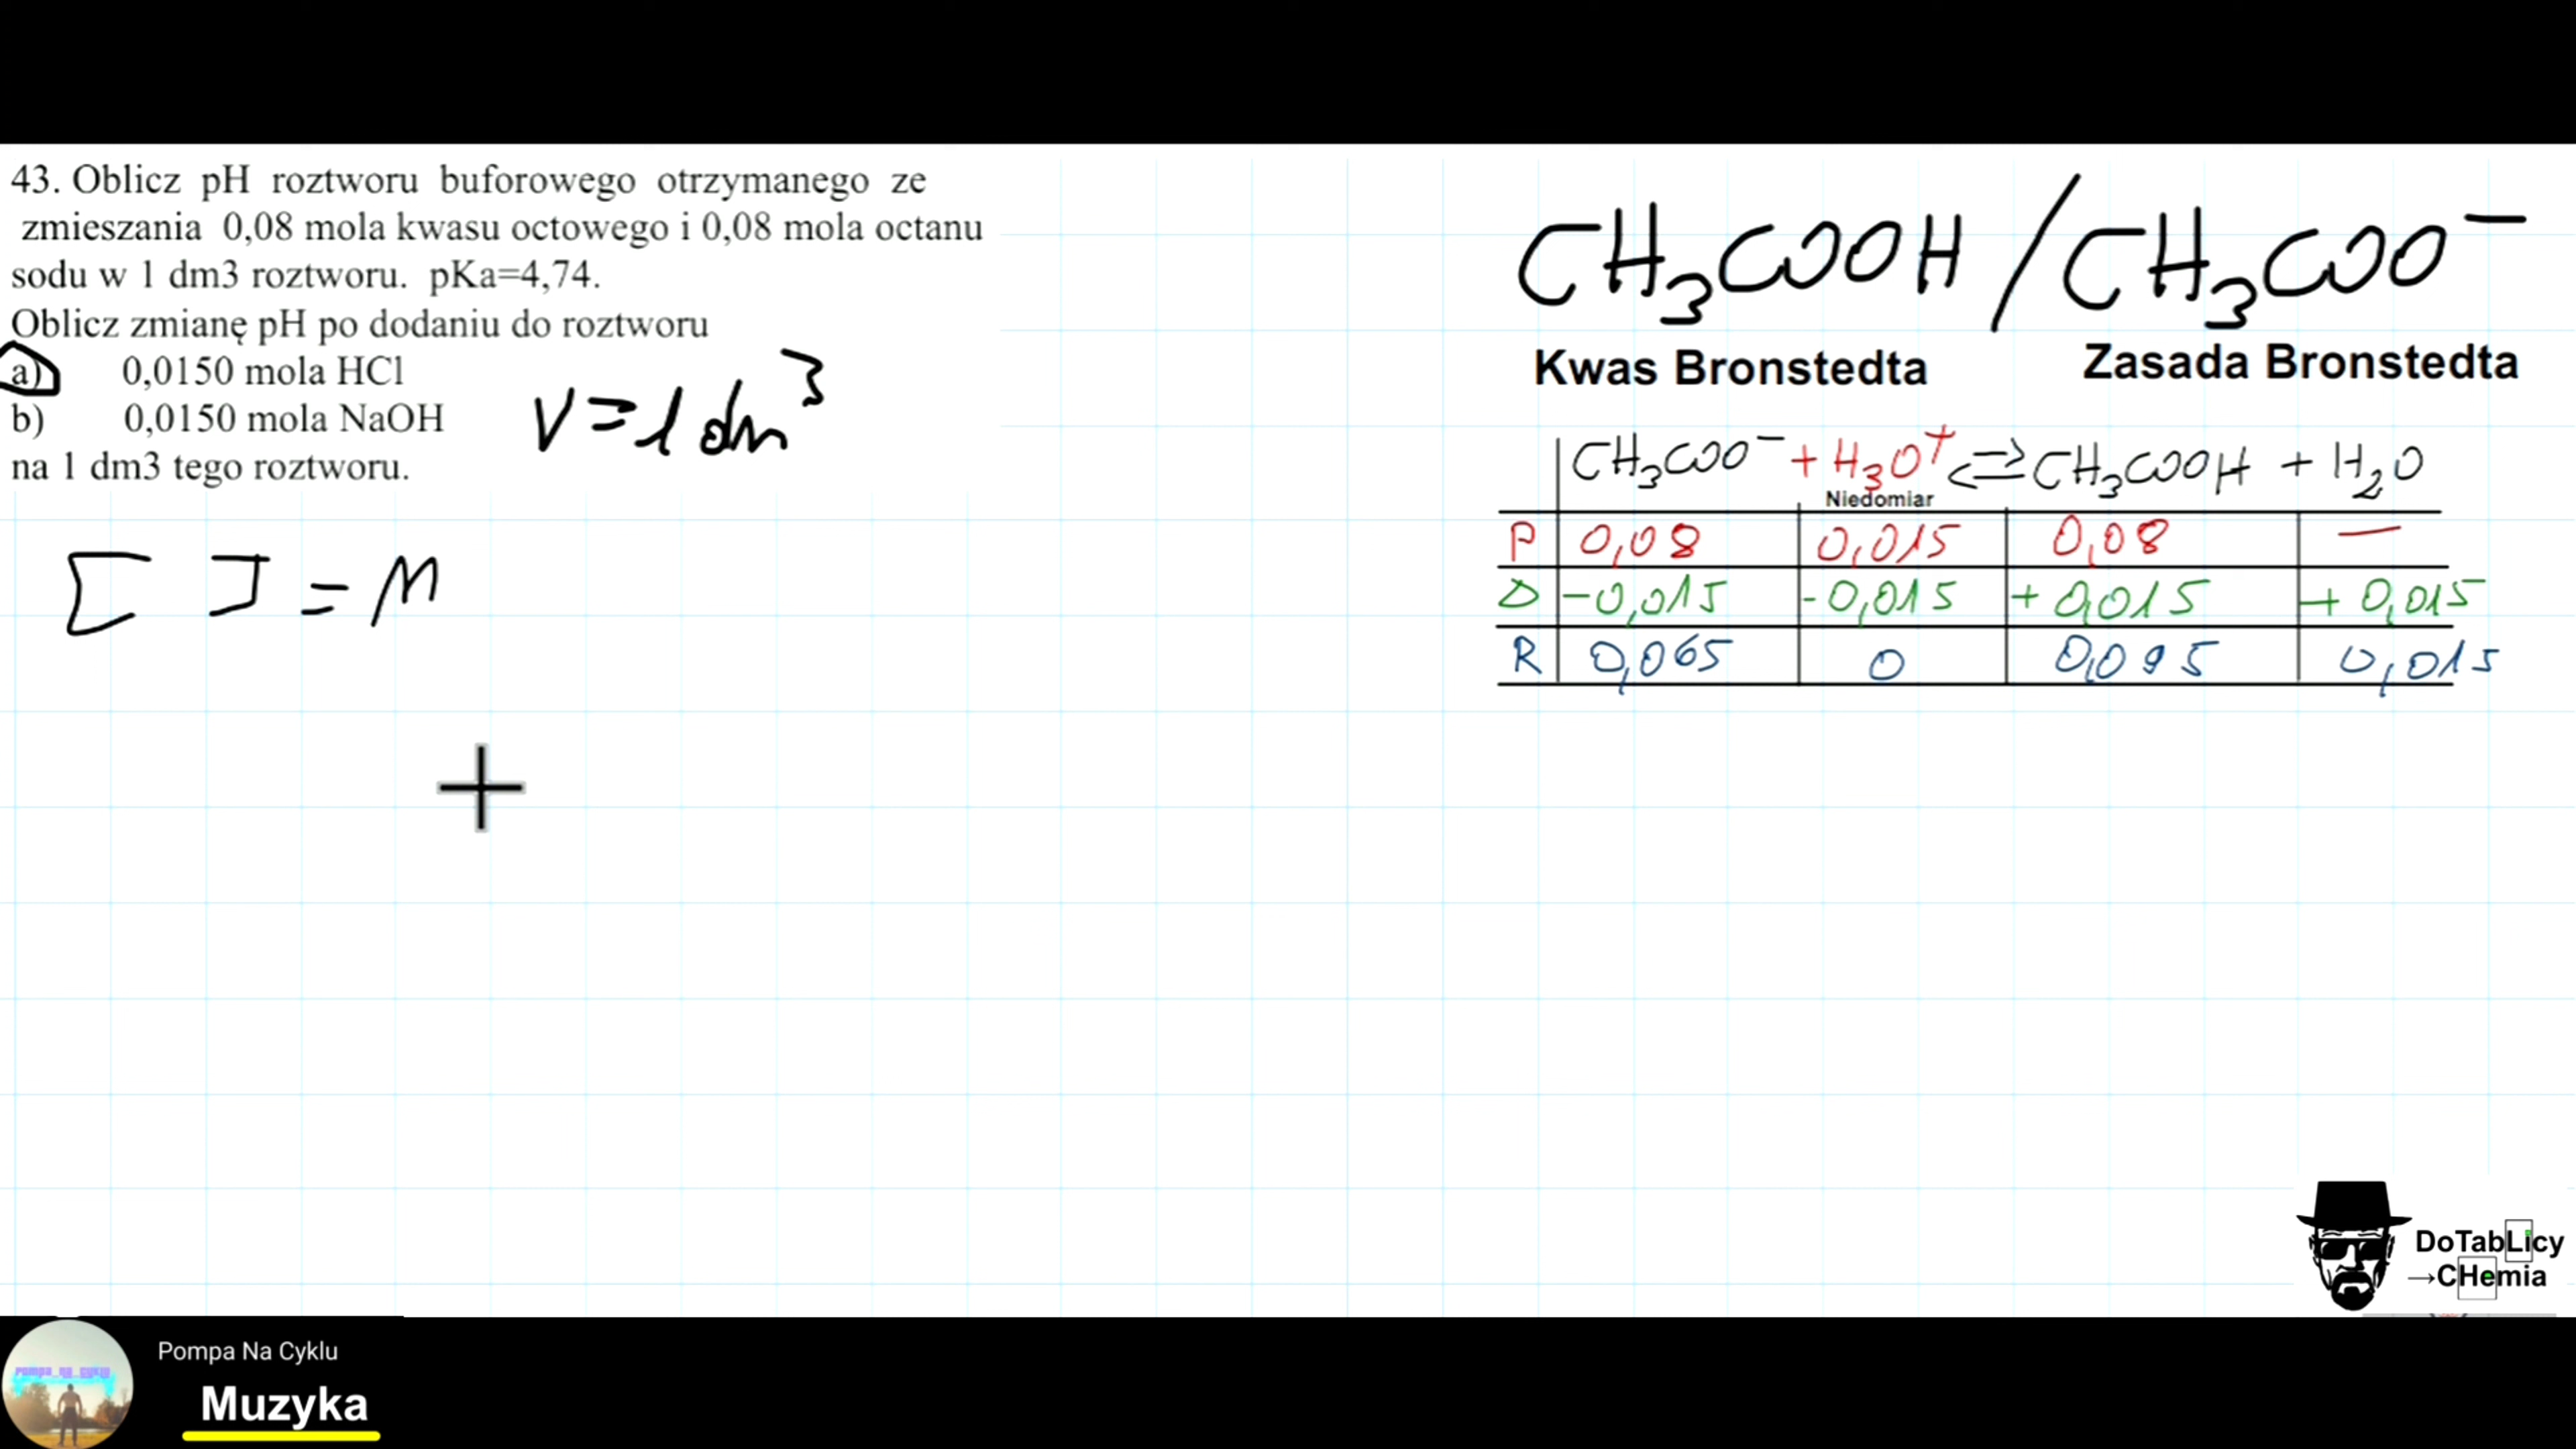 43. Oblicz pH roztworu buforowego otrzymanego ze
zmieszania 0,08 mola kwasu octowego i 0,08 mola octanu
sodu w 1 dm3 roztworu. pKa=4,74.
Oblicz zmianę pH po dodaniu do roztworu
a) 0,0150 mola HCl
b) 0,0150 mola NaOH
na 1 dm3 tego roztworu.
V=1 dm³
[ ] = M
CH₃COOH / CH₃COO⁻
Kwas Bronstedta Zasada Bronstedta
CH₃COO⁻ + H₃O⁺ ⇌ CH₃COOH + H₂O
Niedomiar
P 0,08 0,015 0,08 —
Δ -0,015 -0,015 +0,015 +0,015
R 0,065 0 0,095 0,015
DoTabLicy
→CHemia
Pompa Na Cyklu
Muzyka